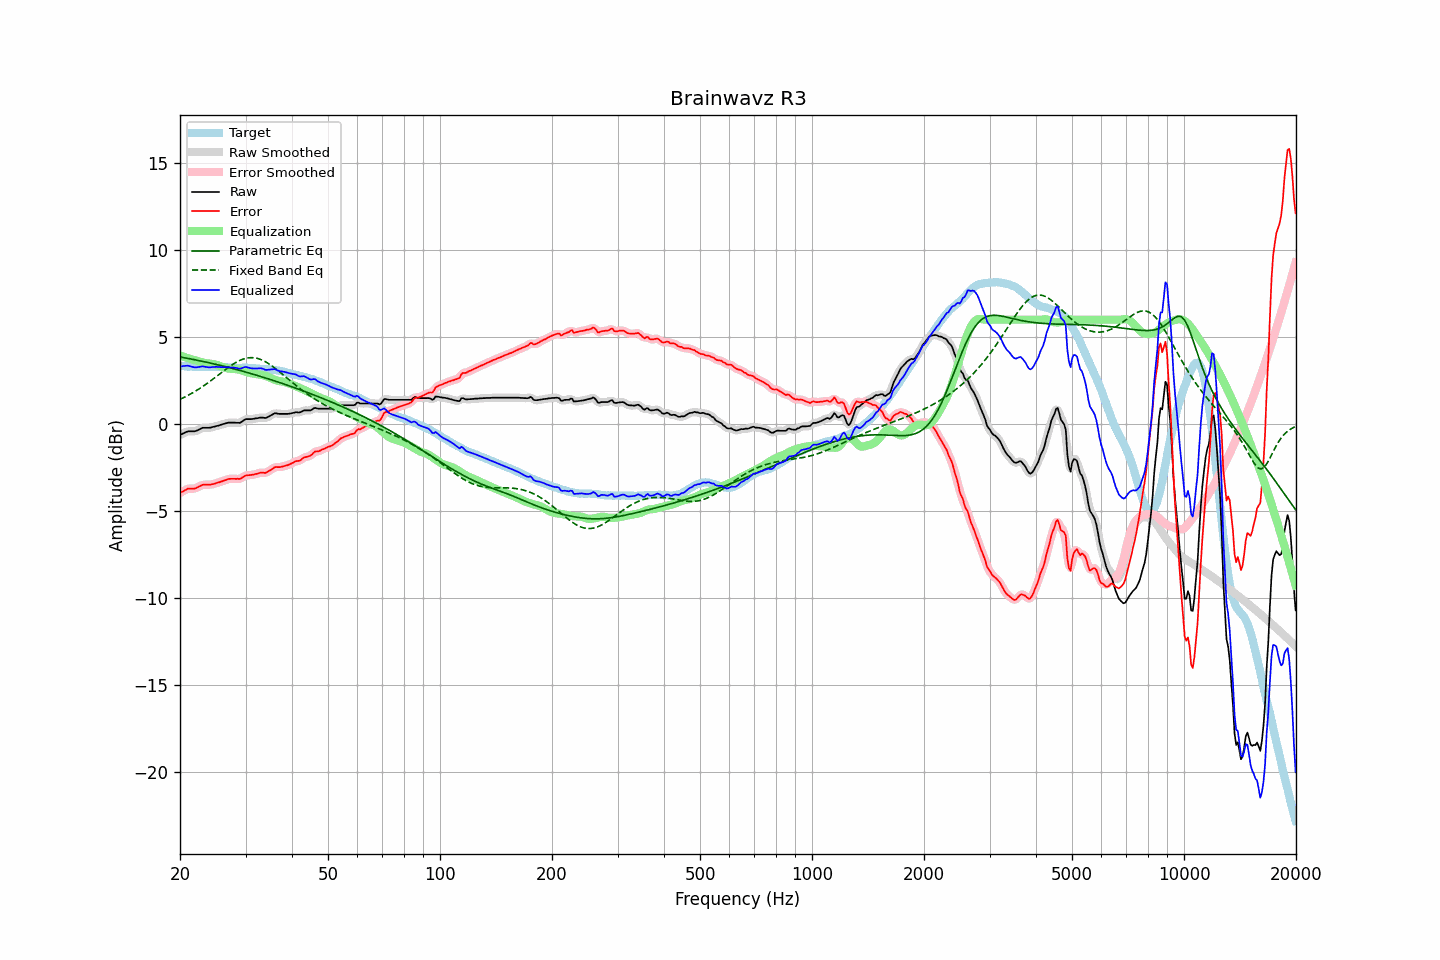 Brainwavz R3
Target
Raw Smoothed
Error Smoothed
Raw
Error
Equalization
Parametric Eq
Fixed Band Eq
Equalized
Amplitude (dBr)
15
10
5
0
−5
−10
−15
−20
20 50 100 200 500 1000 2000 5000 10000 20000
Frequency (Hz)